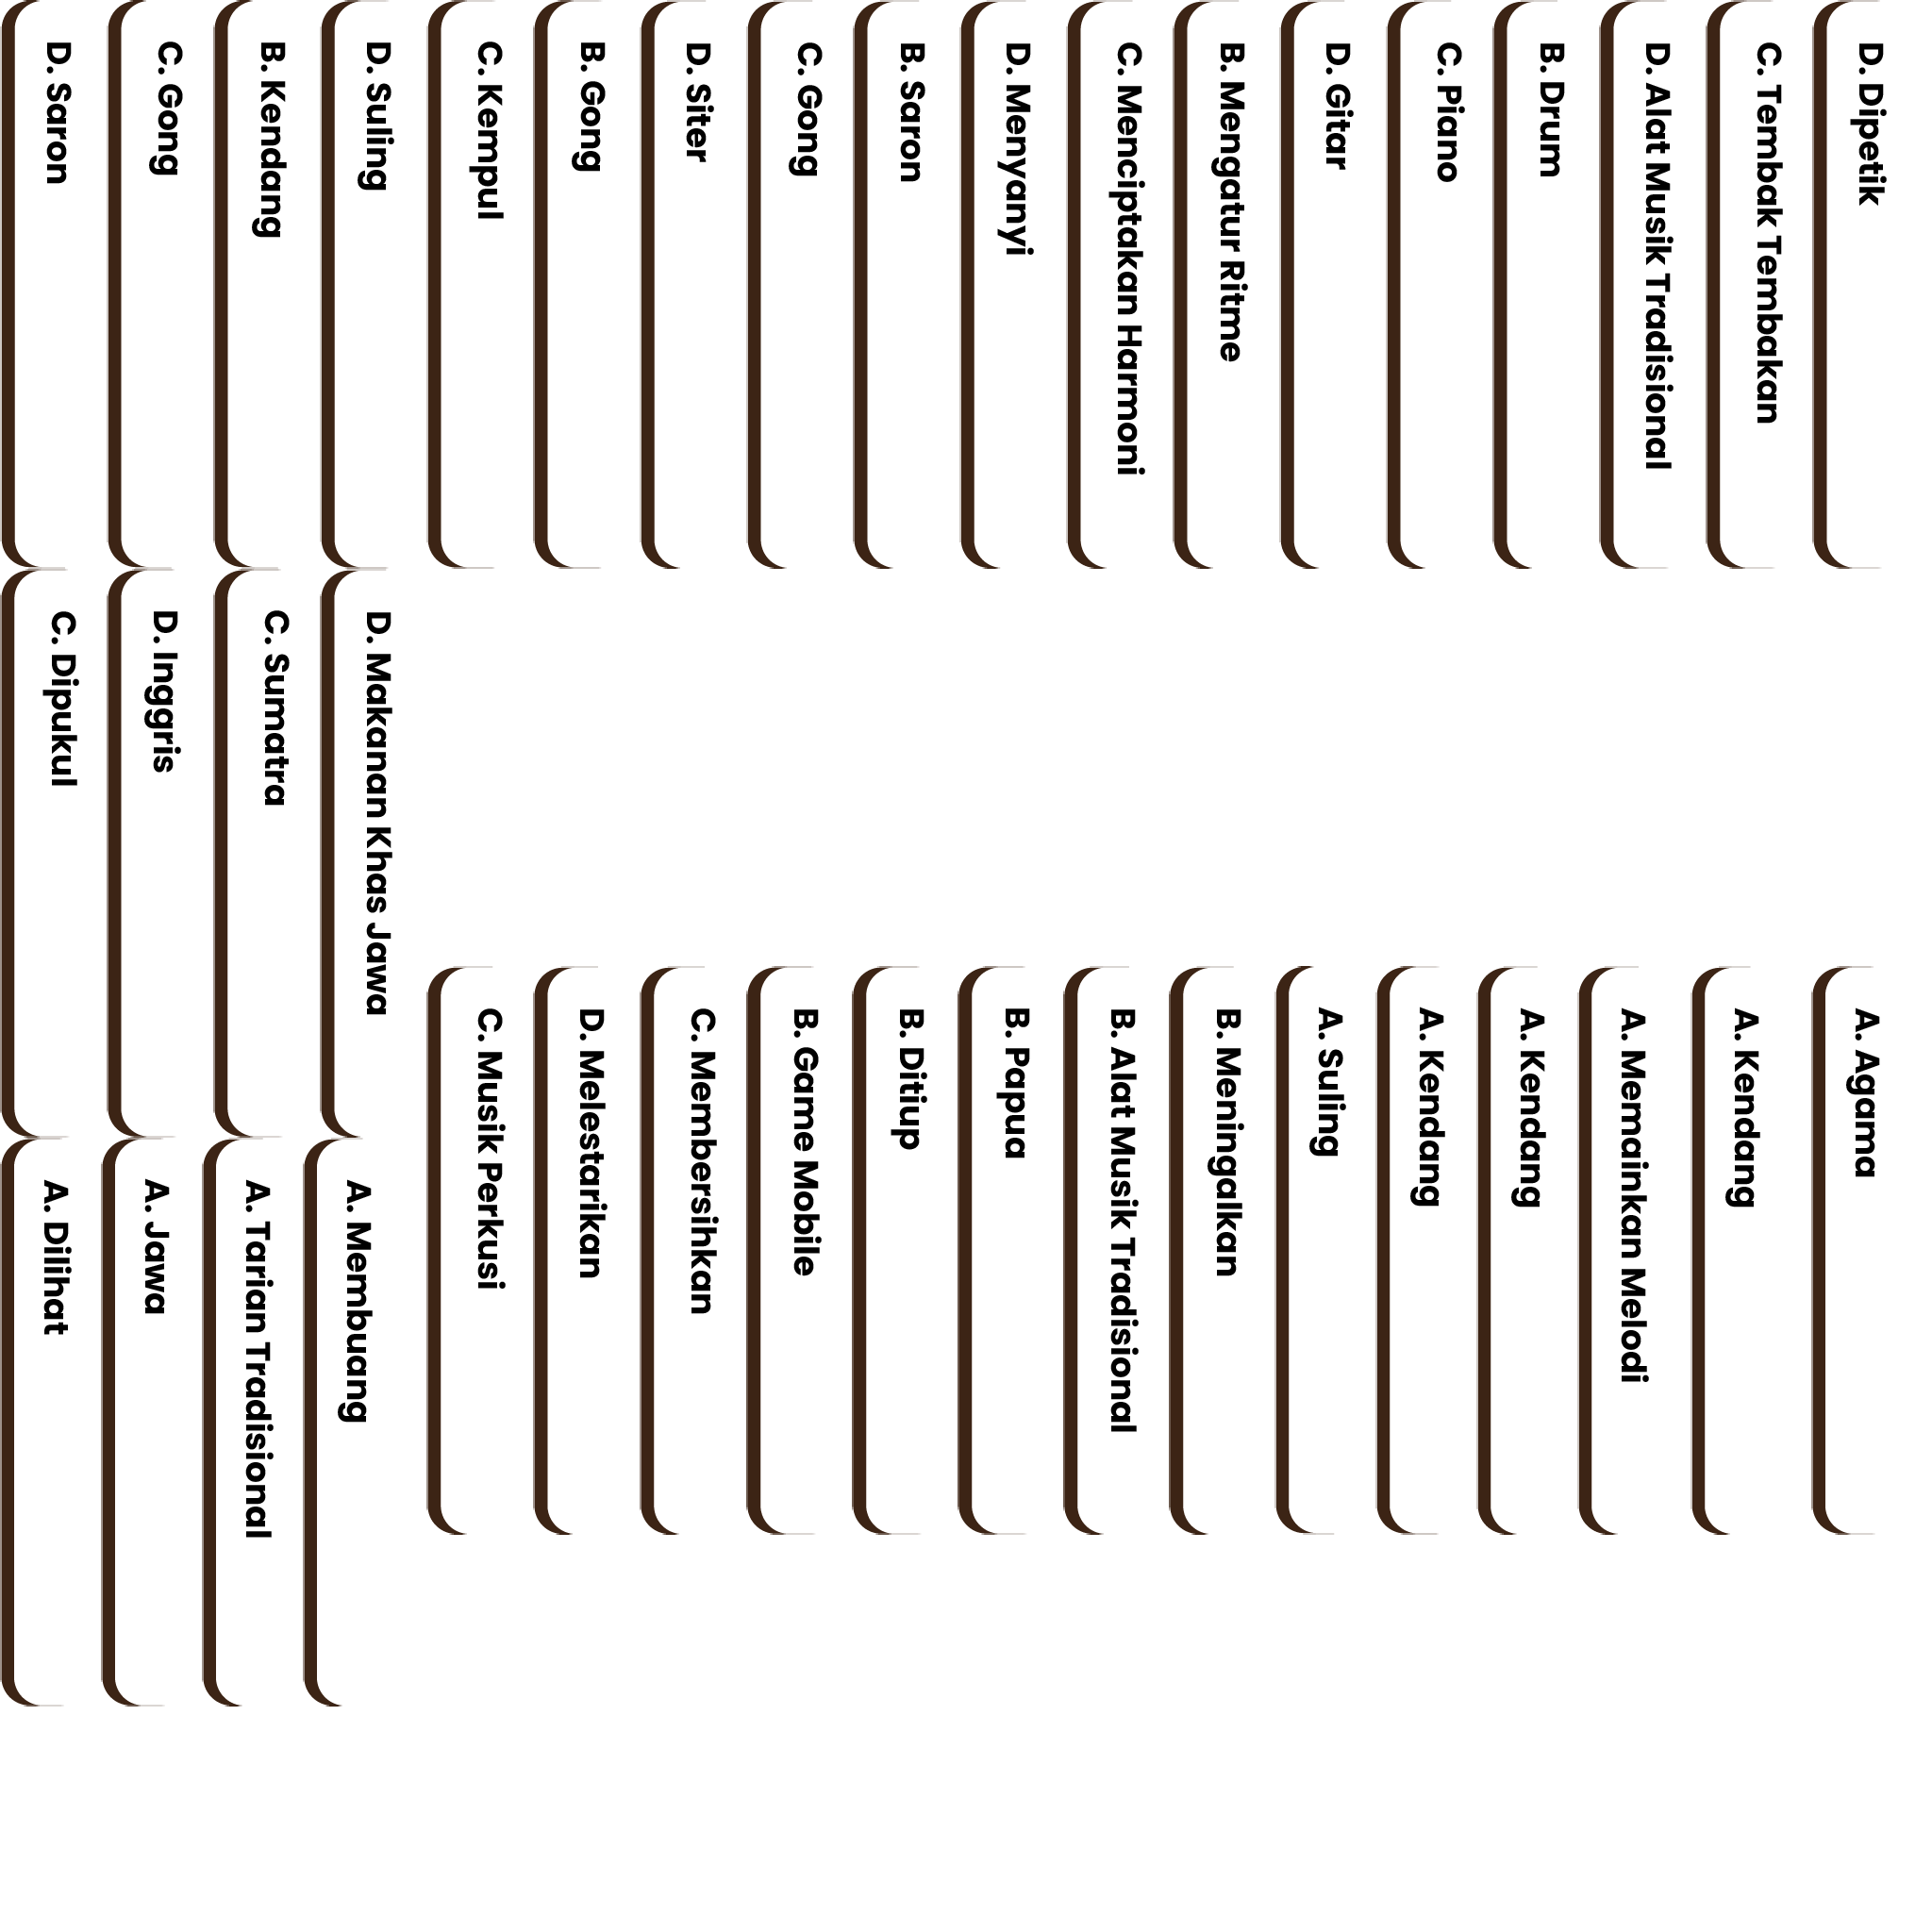 D. Dipetik
C. Tembak Tembakan
D. Alat Musik Tradisional
B. Drum
C. Piano
D. Gitar
B. Mengatur Ritme
C. Menciptakan Harmoni
D. Menyanyi
B. Saron
C. Gong
D. Siter
B. Gong
C. Kempul
D. Suling
B. Kendang
C. Gong
D. Saron
D. Makanan Khas Jawa
C. Sumatra
D. Inggris
C. Dipukul
A. Agama
A. Kendang
A. Memainkan Melodi
A. Kendang
A. Kendang
A. Suling
B. Meningalkan
B. Alat Musik Tradisional
B. Papua
B. Ditiup
B. Game Mobile
C. Membersihkan
D. Melestarikan
C. Musik Perkusi
A. Membuang
A. Tarian Tradisional
A. Jawa
A. Dilihat